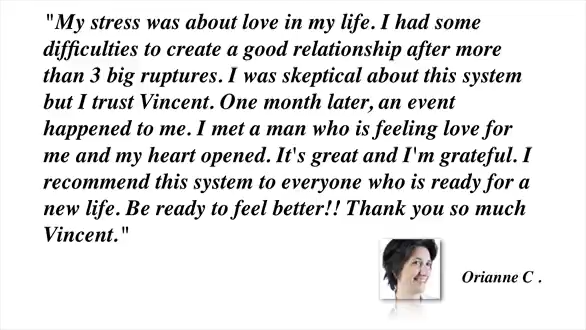 "My stress was about love in my life. I had some
difficulties to create a good relationship after more
than 3 big ruptures. I was skeptical about this system
but I trust Vincent. One month later, an event
happened to me. I met a man who is feeling love for
me and my heart opened. It's great and I'm grateful. I
recommend this system to everyone who is ready for a
new life. Be ready to feel better!! Thank you so much
Vincent."
Orianne C .